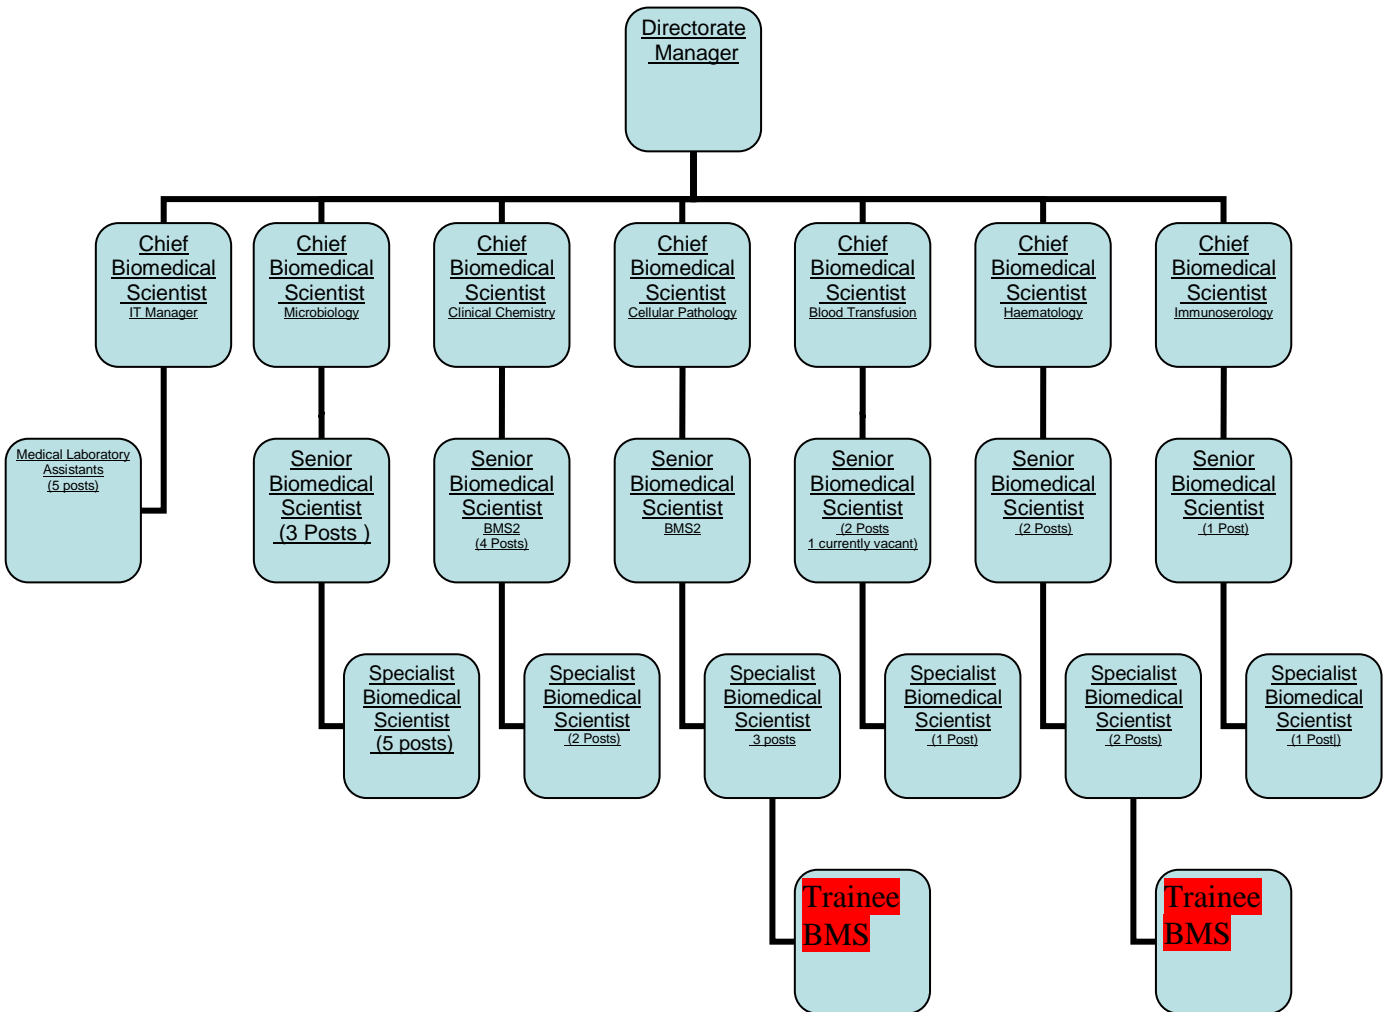 Directorate
Manager
Chief
Biomedical
Scientist
IT Manager
Chief
Biomedical
Scientist
Microbiology
Chief
Biomedical
Scientist
Clinical Chemistry
Chief
Biomedical
Scientist
Cellular Pathology
Chief
Biomedical
Scientist
Blood Transfusion
Chief
Biomedical
Scientist
Haematology
Chief
Biomedical
Scientist
Immunoserology
Medical Laboratory
Assistants
(5 posts)
Senior
Biomedical
Scientist
(3 Posts )
Senior
Biomedical
Scientist
BMS2
(4 Posts)
Senior
Biomedical
Scientist
BMS2
Senior
Biomedical
Scientist
(2 Posts
1 currently vacant)
Senior
Biomedical
Scientist
(2 Posts)
Senior
Biomedical
Scientist
(1 Post)
Specialist
Biomedical
Scientist
(5 posts)
Specialist
Biomedical
Scientist
(2 Posts)
Specialist
Biomedical
Scientist
3 posts
Specialist
Biomedical
Scientist
(1 Post)
Specialist
Biomedical
Scientist
(2 Posts)
Specialist
Biomedical
Scientist
(1 Post|)
Trainee
BMS
Trainee
BMS